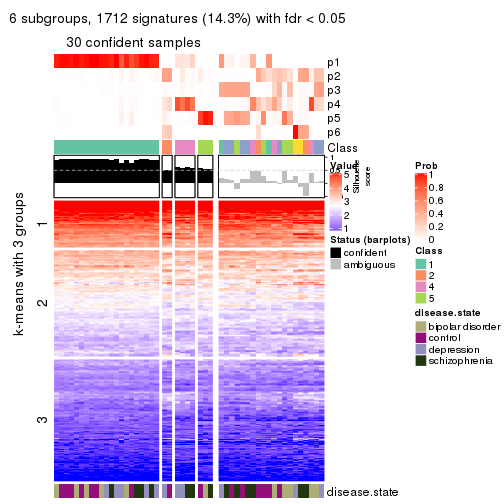 6 subgroups, 1712 signatures (14.3%) with fdr < 0.05
30 confident samples
p1
p2
p3
p4
p5
p6
Class
1
0.5
Silhouette
score
k-means with 3 groups
1
2
3
disease.state
Value
5
4
3
2
1
Status (barplots)
confident
ambiguous
Prob
1
0.8
0.6
0.4
0.2
0
Class
1
2
4
5
disease.state
bipolar disorder
control
depression
schizophrenia